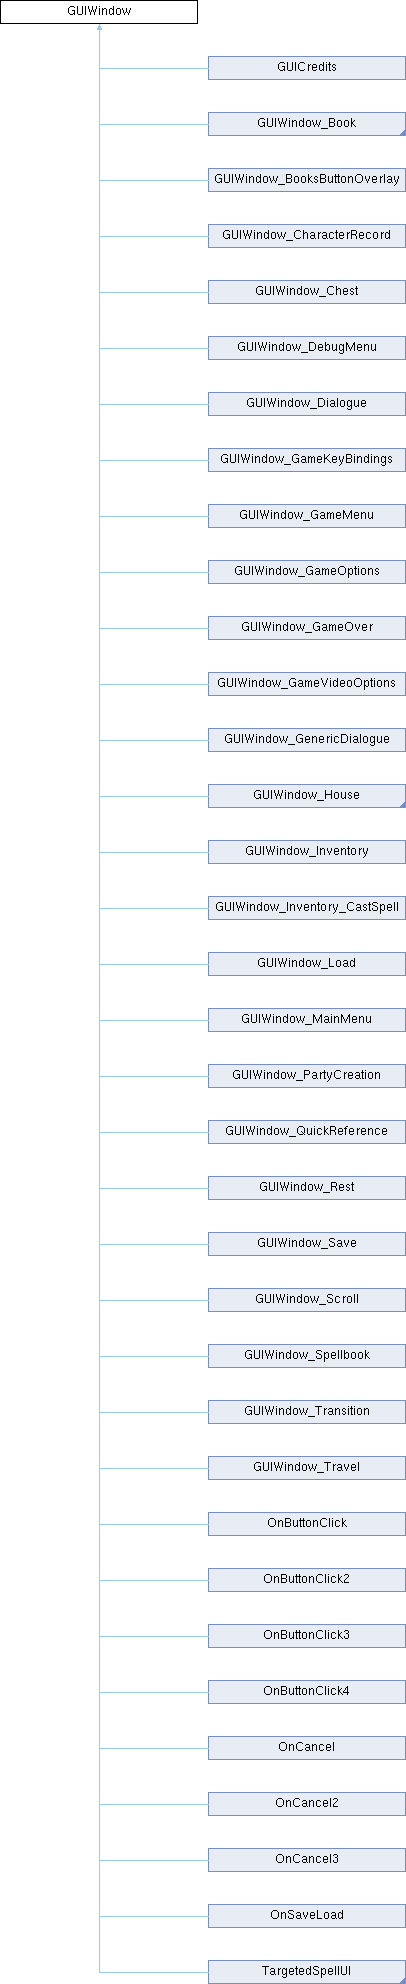 GUIWindow
GUICredits
GUIWindow_Book
GUIWindow_BooksButtonOverlay
GUIWindow_CharacterRecord
GUIWindow_Chest
GUIWindow_DebugMenu
GUIWindow_Dialogue
GUIWindow_GameKeyBindings
GUIWindow_GameMenu
GUIWindow_GameOptions
GUIWindow_GameOver
GUIWindow_GameVideoOptions
GUIWindow_GenericDialogue
GUIWindow_House
GUIWindow_Inventory
GUIWindow_Inventory_CastSpell
GUIWindow_Load
GUIWindow_MainMenu
GUIWindow_PartyCreation
GUIWindow_QuickReference
GUIWindow_Rest
GUIWindow_Save
GUIWindow_Scroll
GUIWindow_Spellbook
GUIWindow_Transition
GUIWindow_Travel
OnButtonClick
OnButtonClick2
OnButtonClick3
OnButtonClick4
OnCancel
OnCancel2
OnCancel3
OnSaveLoad
TargetedSpellUI